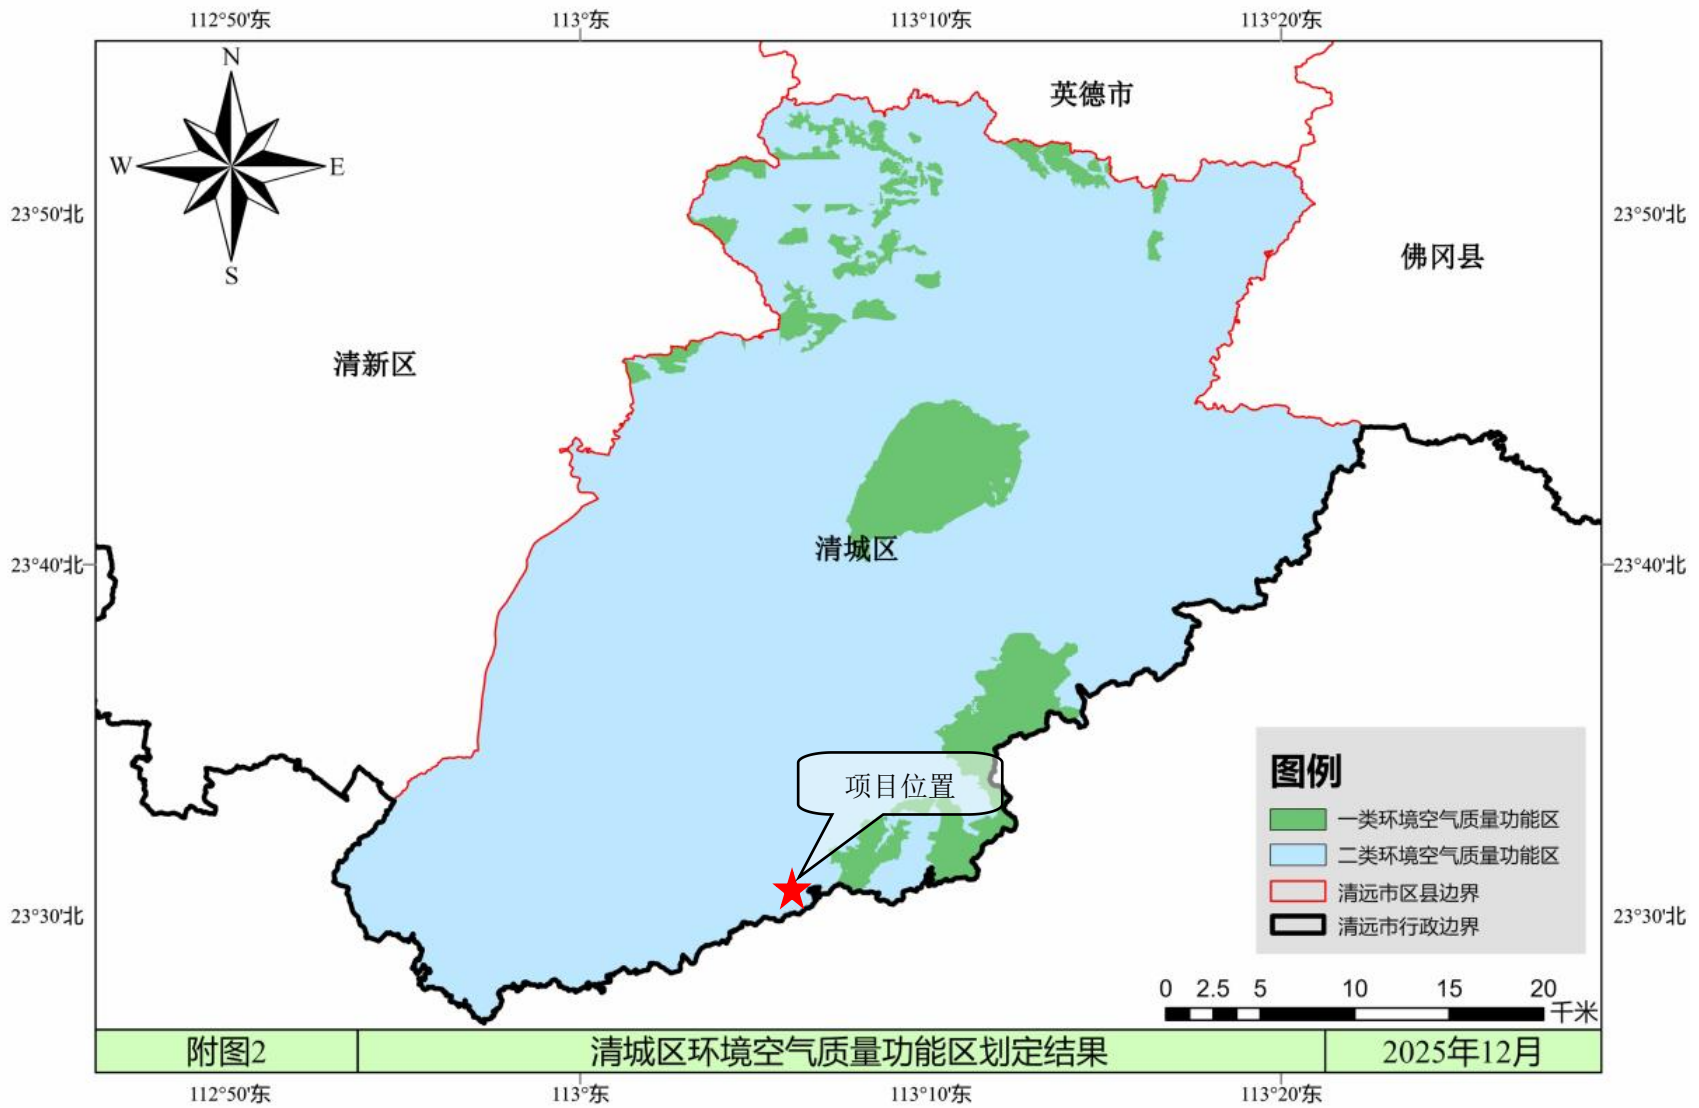 112°50'东
113°东
113°10'东
113°20'东
N
W
E
S
英德市
23°50'北
23°50'北
佛冈县
清新区
清城区
23°40'北
23°40'北
项目位置
图例
一类环境空气质量功能区
二类环境空气质量功能区
清远市区县边界
清远市行政边界
23°30'北
23°30'北
0 2.5 5 10 15 20
千米
附图2
清城区环境空气质量功能区划定结果
2025年12月
112°50'东
113°东
113°10'东
113°20'东